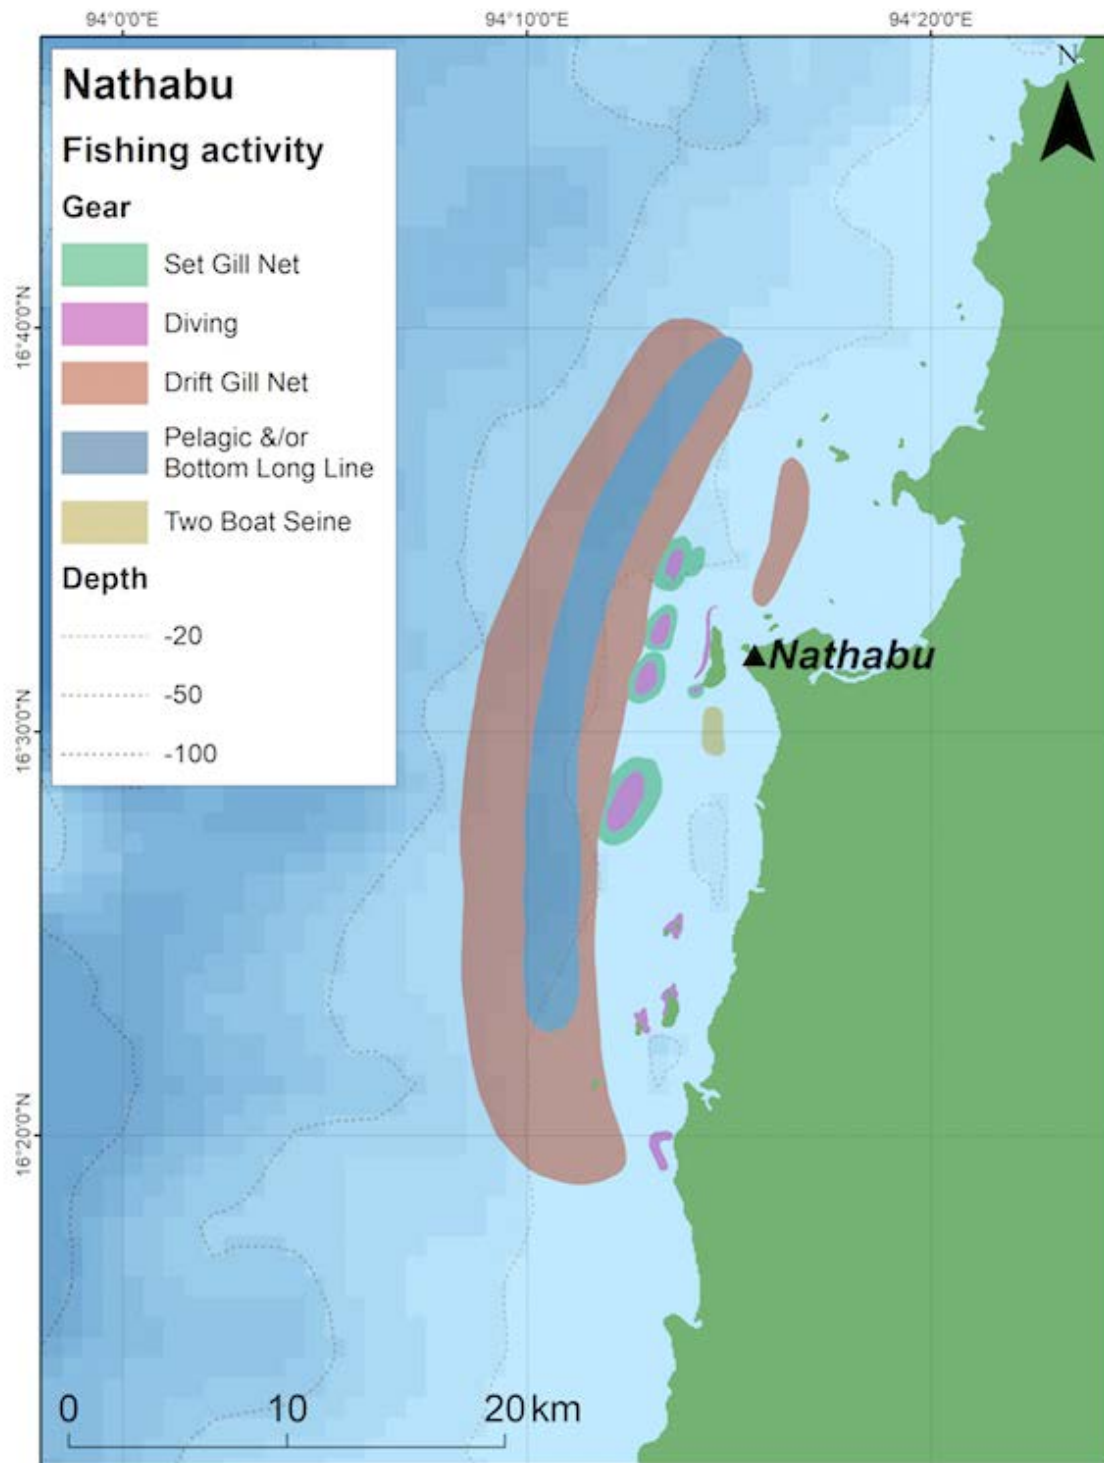 94°0'0"E
94°10'0"E
94°20'0"E
N
Nathabu
Fishing activity
Gear
Set Gill Net
Diving
Drift Gill Net
Pelagic &/or
Bottom Long Line
Two Boat Seine
Depth
-20
-50
-100
16°40'0"N
16°30'0"N
16°20'0"N
Nathabu
0 10 20 km